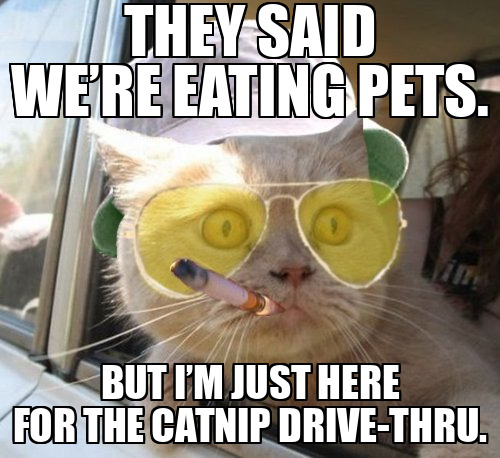 THEY SAID
WE'RE EATING PETS.
BUT I'M JUST HERE
FOR THE CATNIP DRIVE-THRU.